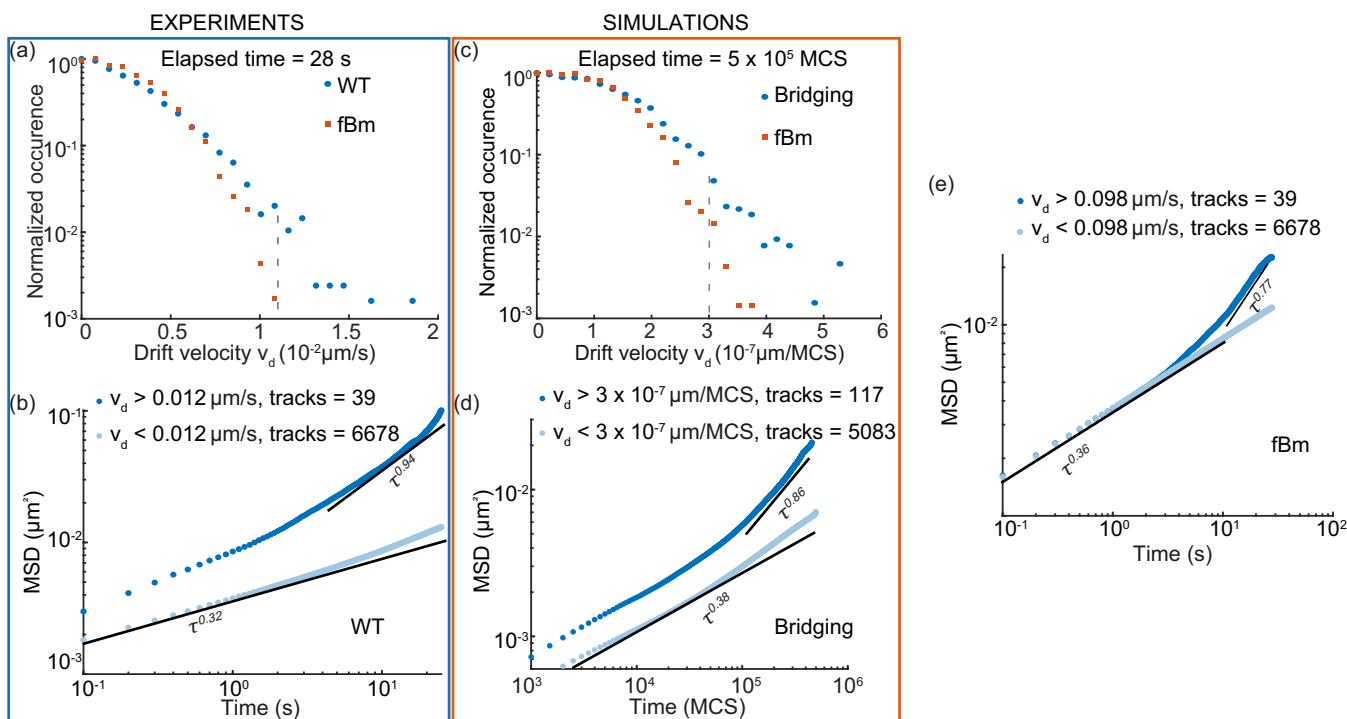 EXPERIMENTS
SIMULATIONS
(a)
Elapsed time = 28 s
WT
fBm
Normalized occurence
10⁰
10⁻¹
10⁻²
10⁻³
0
0.5
1
1.5
2
Drift velocity v_d (10⁻²μm/s)
(c)
Elapsed time = 5 x 10⁵ MCS
Bridging
fBm
Normalized occurence
10⁰
10⁻¹
10⁻²
10⁻³
0 1 2 3 4 5 6
Drift velocity v_d (10⁻⁷μm/MCS)
(b)
v_d > 0.012 μm/s, tracks = 39
v_d < 0.012 μm/s, tracks = 6678
MSD (μm²)
10⁻¹
10⁻²
10⁻³
τ^0.94
τ^0.32
WT
10⁻¹ 10⁰ 10¹
Time (s)
(d)
v_d > 3 x 10⁻⁷ μm/MCS, tracks = 117
v_d < 3 x 10⁻⁷ μm/MCS, tracks = 5083
MSD (μm²)
10⁻²
10⁻³
τ^0.86
τ^0.38
Bridging
10³ 10⁴ 10⁵ 10⁶
Time (MCS)
(e)
v_d > 0.098 μm/s, tracks = 39
v_d < 0.098 μm/s, tracks = 6678
MSD (μm²)
10⁻²
τ^0.77
τ^0.36
fBm
10⁻¹ 10⁰ 10¹ 10²
Time (s)